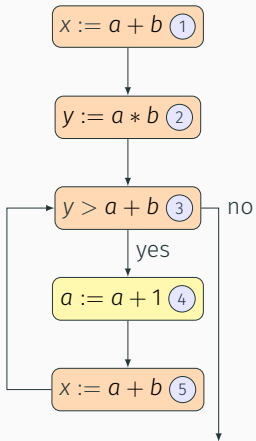 x := a + b 1
y := a ∗ b 2
y > a + b 3
no
yes
a := a + 1 4
x := a + b 5